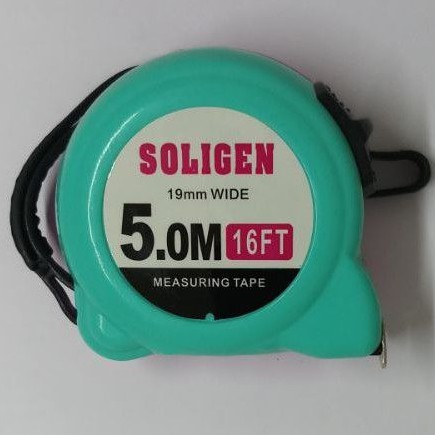 SOLIGEN
19mm WIDE
5.0M 16FT
MEASURING TAPE